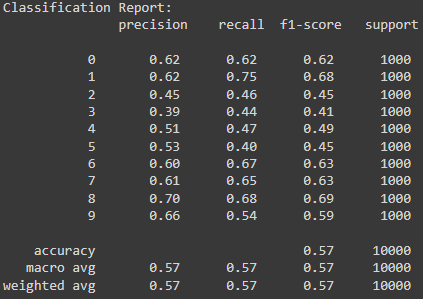 Classification Report:
precision recall f1-score support
0 0.62 0.62 0.62 1000
1 0.62 0.75 0.68 1000
2 0.45 0.46 0.45 1000
3 0.39 0.44 0.41 1000
4 0.51 0.47 0.49 1000
5 0.53 0.40 0.45 1000
6 0.60 0.67 0.63 1000
7 0.61 0.65 0.63 1000
8 0.70 0.68 0.69 1000
9 0.66 0.54 0.59 1000
accuracy 0.57 10000
macro avg 0.57 0.57 0.57 10000
weighted avg 0.57 0.57 0.57 10000